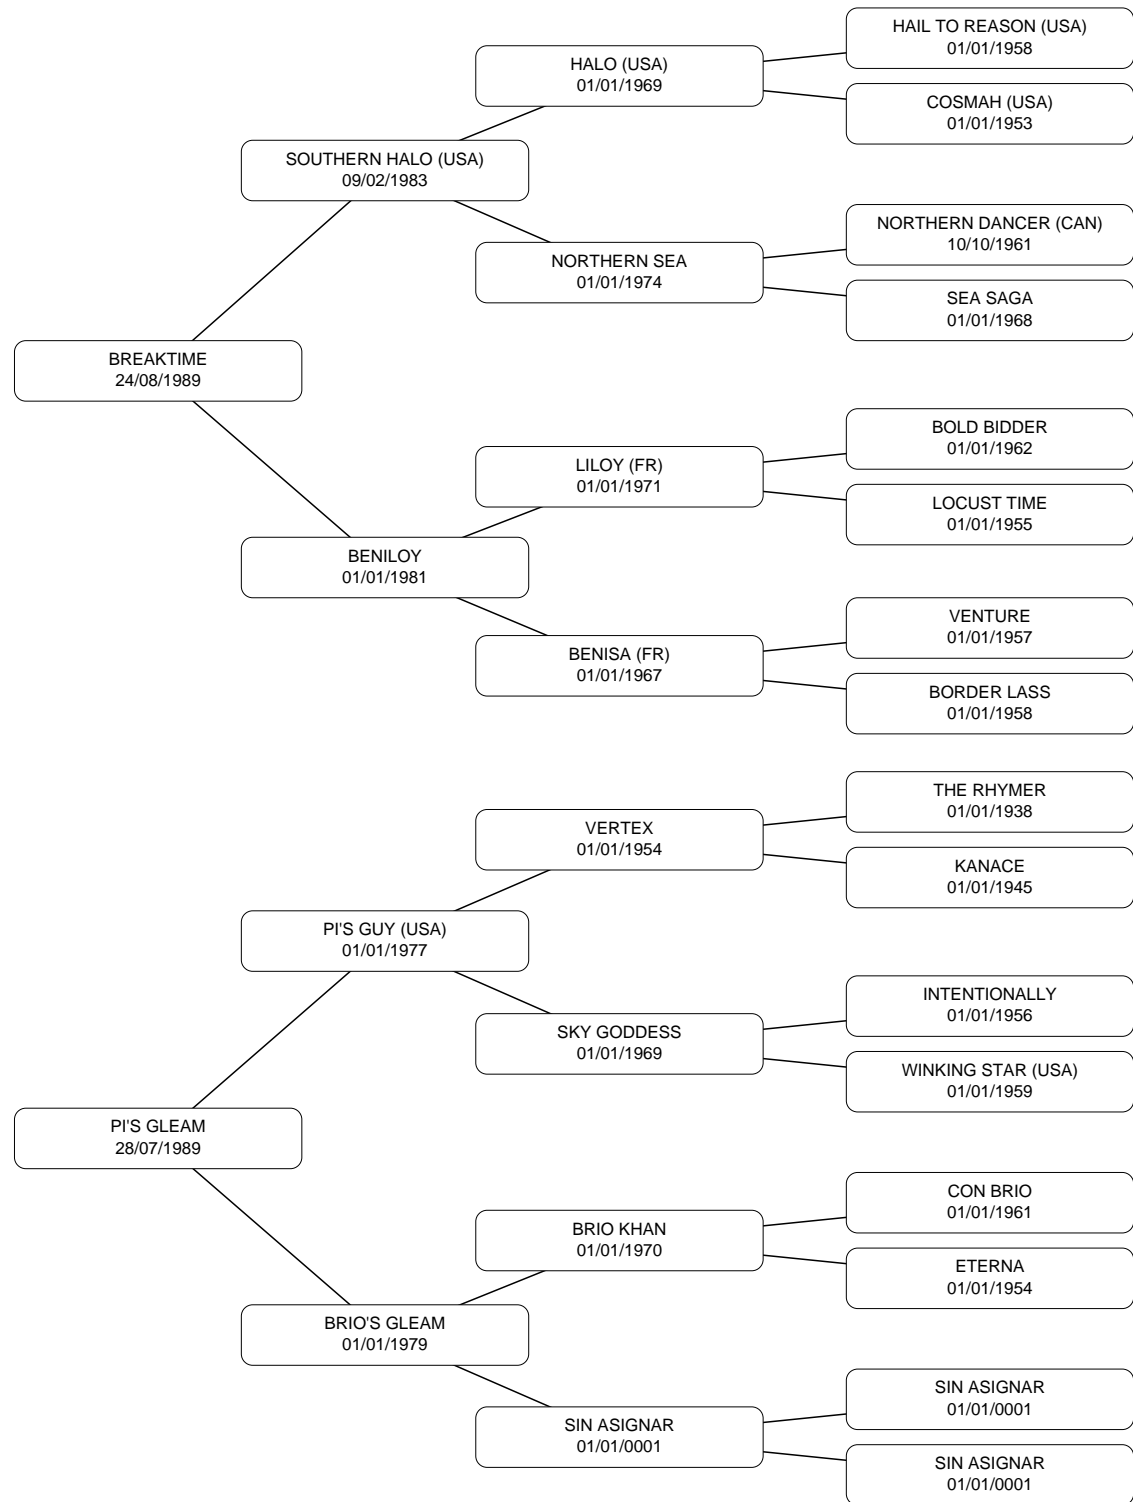 HAIL TO REASON (USA)
01/01/1958
HALO (USA)
01/01/1969
COSMAH (USA)
01/01/1953
SOUTHERN HALO (USA)
09/02/1983
NORTHERN DANCER (CAN)
10/10/1961
NORTHERN SEA
01/01/1974
SEA SAGA
01/01/1968
BREAKTIME
24/08/1989
BOLD BIDDER
01/01/1962
LILOY (FR)
01/01/1971
LOCUST TIME
01/01/1955
BENILOY
01/01/1981
VENTURE
01/01/1957
BENISA (FR)
01/01/1967
BORDER LASS
01/01/1958
THE RHYMER
01/01/1938
VERTEX
01/01/1954
KANACE
01/01/1945
PI'S GUY (USA)
01/01/1977
INTENTIONALLY
01/01/1956
SKY GODDESS
01/01/1969
WINKING STAR (USA)
01/01/1959
PI'S GLEAM
28/07/1989
CON BRIO
01/01/1961
BRIO KHAN
01/01/1970
ETERNA
01/01/1954
BRIO'S GLEAM
01/01/1979
SIN ASIGNAR
01/01/0001
SIN ASIGNAR
01/01/0001
SIN ASIGNAR
01/01/0001